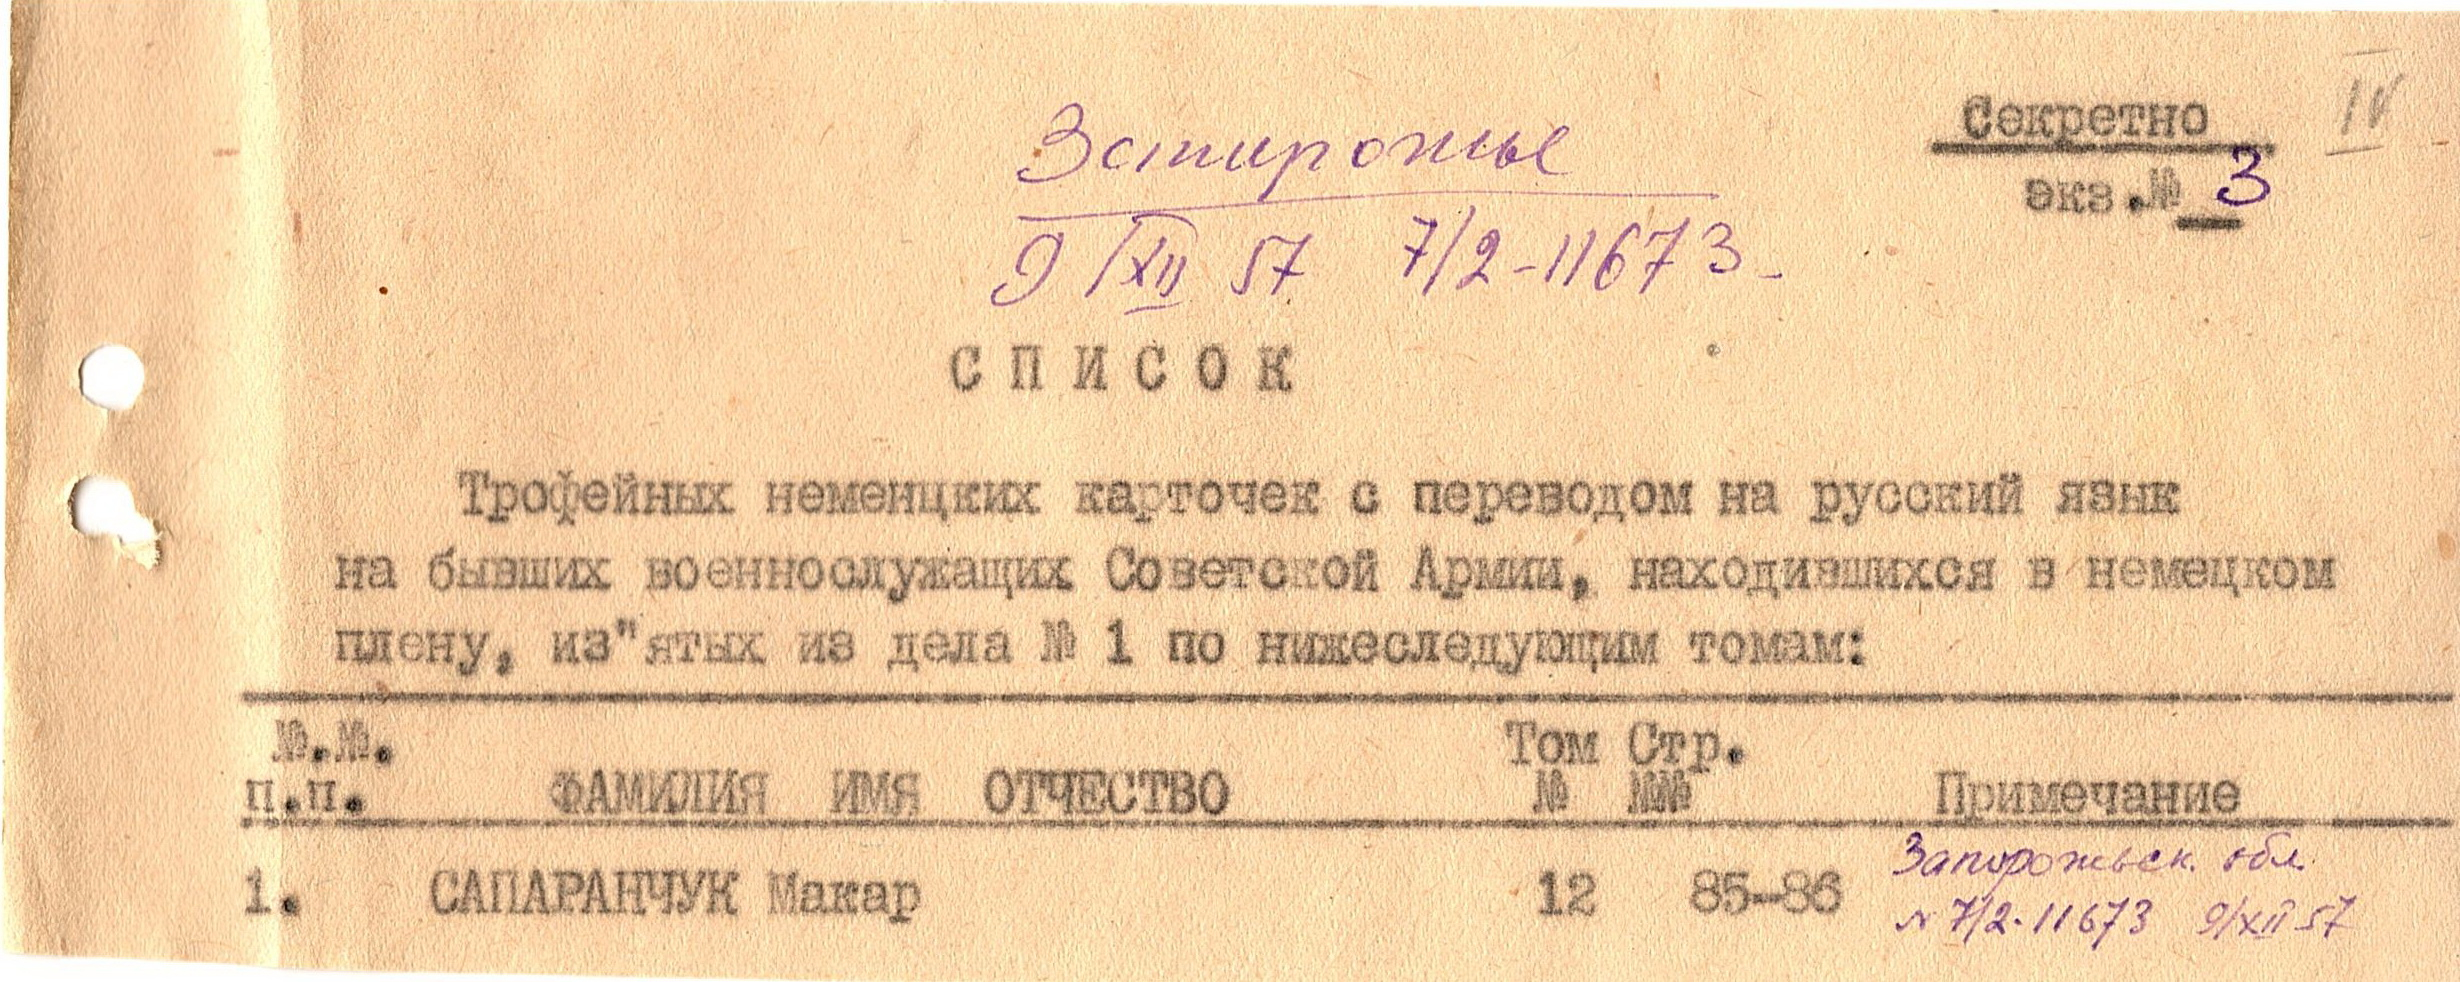 IV
Секретно
экз.№ 3
Запорожье
9/XII 57 7/2-11673-
СПИСОК
Трофейных неменцких карточек с переводом на русский язык
на бывших военнослужащих Советской Армии, находившихся в немецком
плену, из"ятых из дела № 1 по нижеследующим томам:
№.№. Том Стр.
п.п. ФАМИЛИЯ ИМЯ ОТЧЕСТВО № №№ Примечание
1. САПАРАНЧУК Макар 12 85-86 Запорожьск. обл.
№ 7/2-11673 9/XII 57